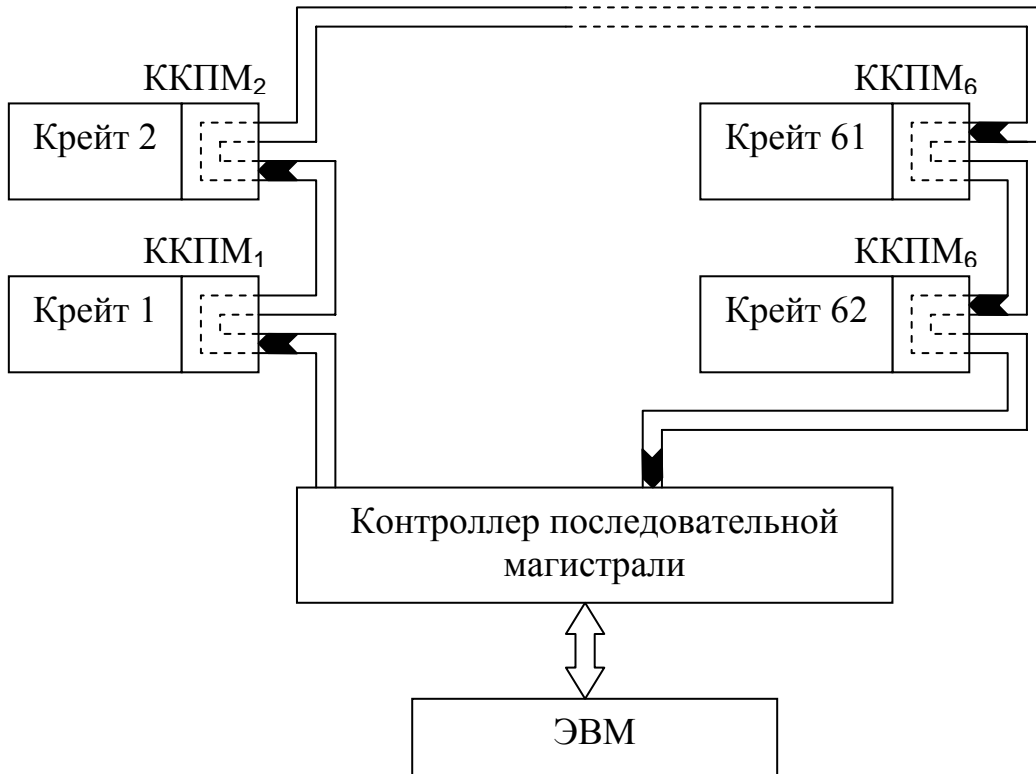 ККПМ₂
ККПМ₆
Крейт 2
Крейт 61
ККПМ₁
ККПМ₆
Крейт 1
Крейт 62
Контроллер последовательной
магистрали
ЭВМ